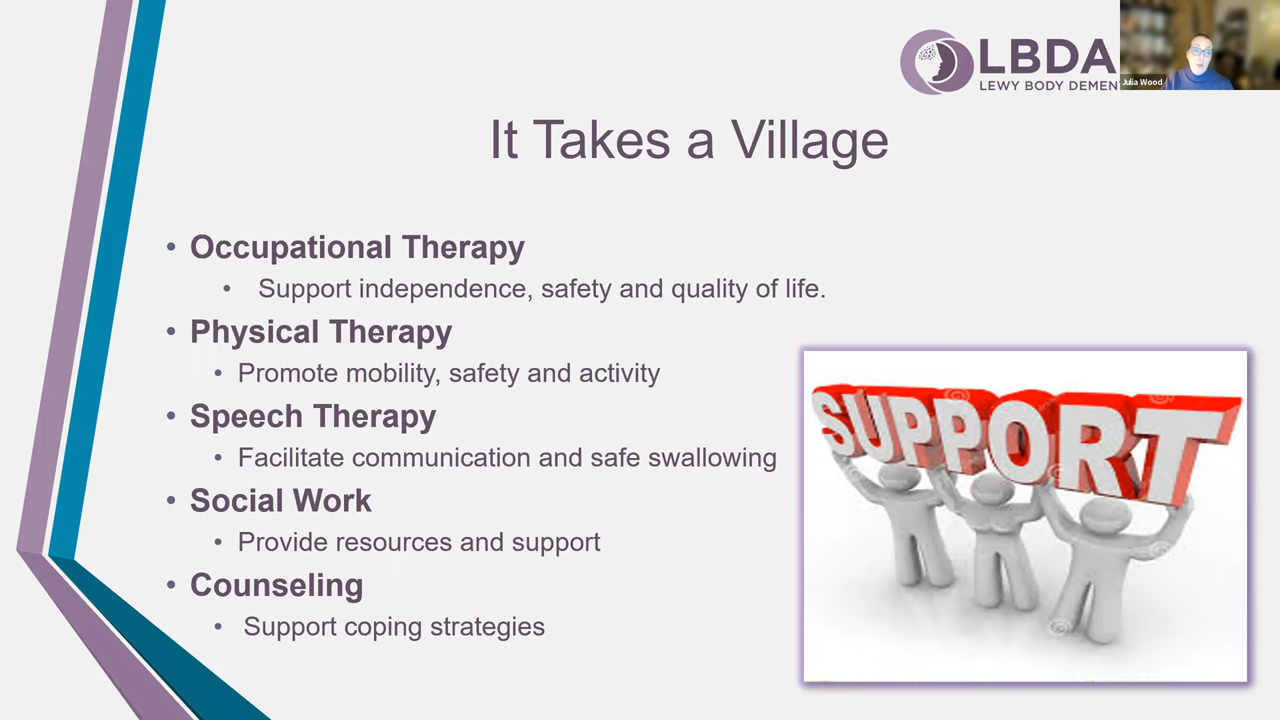 LBDA
LEWY BODY DEMEN
Julia Wood
It Takes a Village
• Occupational Therapy
• Support independence, safety and quality of life.
• Physical Therapy
• Promote mobility, safety and activity
• Speech Therapy
• Facilitate communication and safe swallowing
• Social Work
• Provide resources and support
• Counseling
• Support coping strategies
SUPPORT